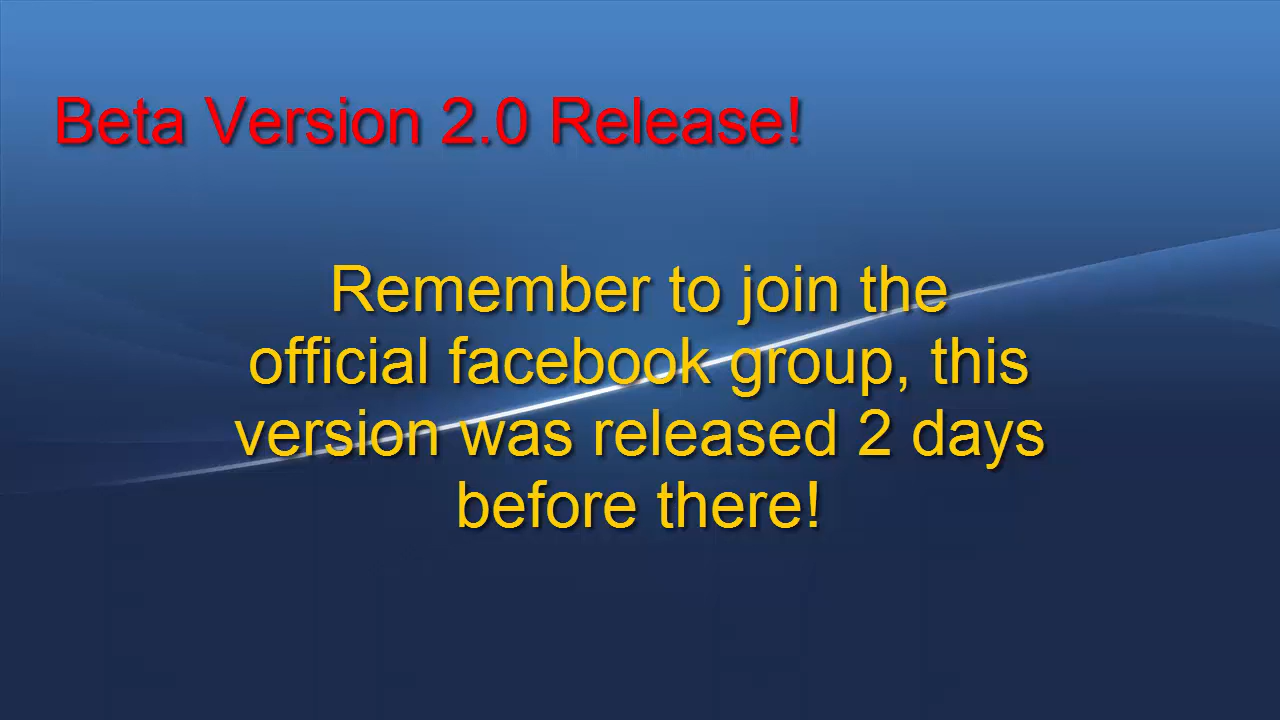 Beta Version 2.0 Release!
Remember to join the
official facebook group, this
version was released 2 days
before there!